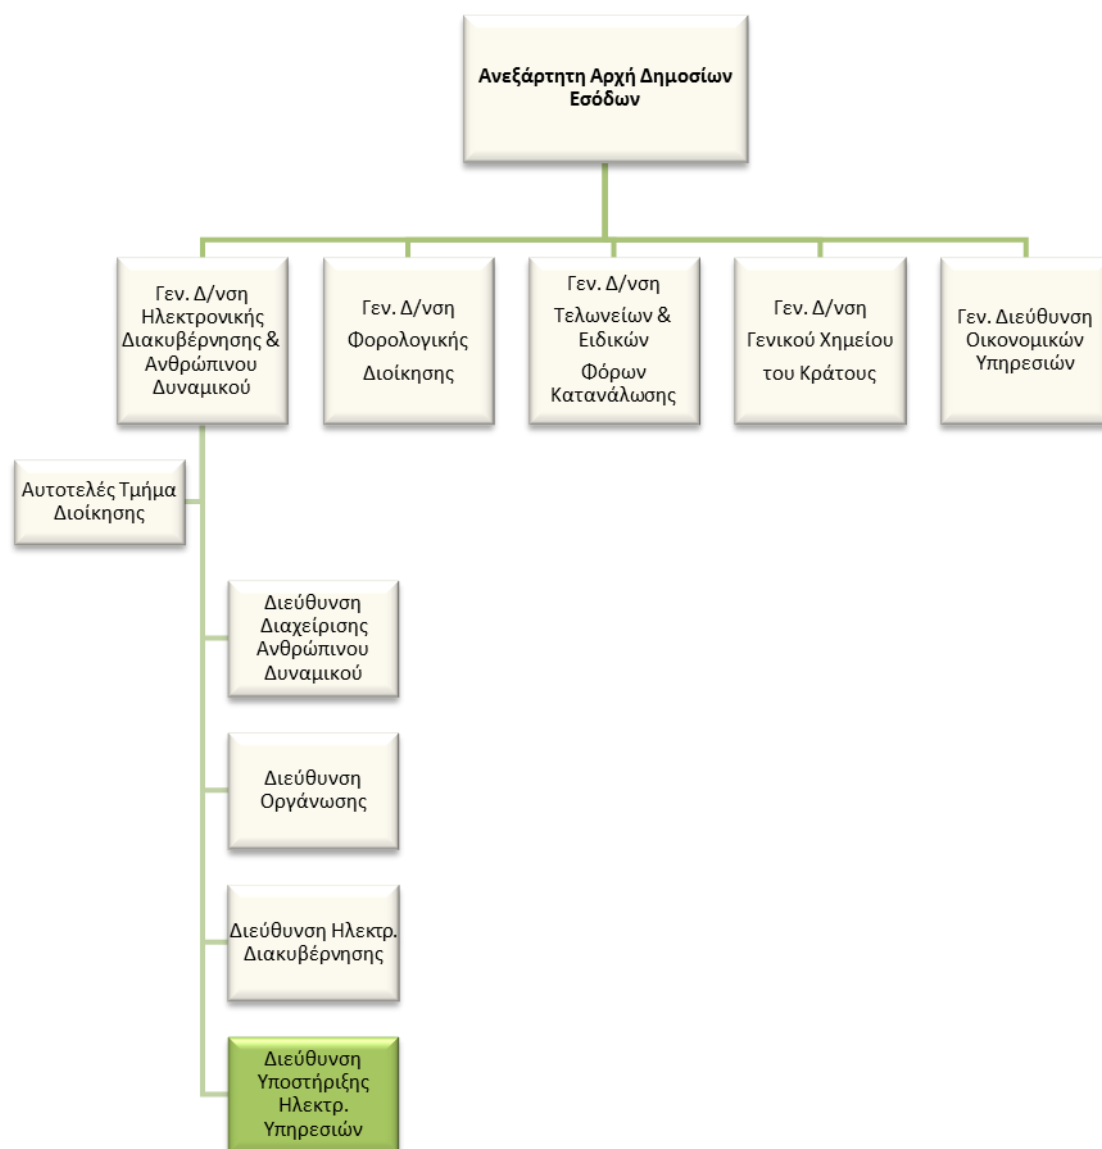 Ανεξάρτητη Αρχή Δημοσίων
Εσόδων
Γεν. Δ/νση
Ηλεκτρονικής
Διακυβέρνησης &
Ανθρώπινου
Δυναμικού
Γεν. Δ/νση
Φορολογικής
Διοίκησης
Γεν. Δ/νση
Τελωνείων &
Ειδικών
Φόρων
Κατανάλωσης
Γεν. Δ/νση
Γενικού Χημείου
του Κράτους
Γεν. Διεύθυνση
Οικονομικών
Υπηρεσιών
Αυτοτελές Τμήμα
Διοίκησης
Διεύθυνση
Διαχείρισης
Ανθρώπινου
Δυναμικού
Διεύθυνση
Οργάνωσης
Διεύθυνση Ηλεκτρ.
Διακυβέρνησης
Διεύθυνση
Υποστήριξης
Ηλεκτρ.
Υπηρεσιών